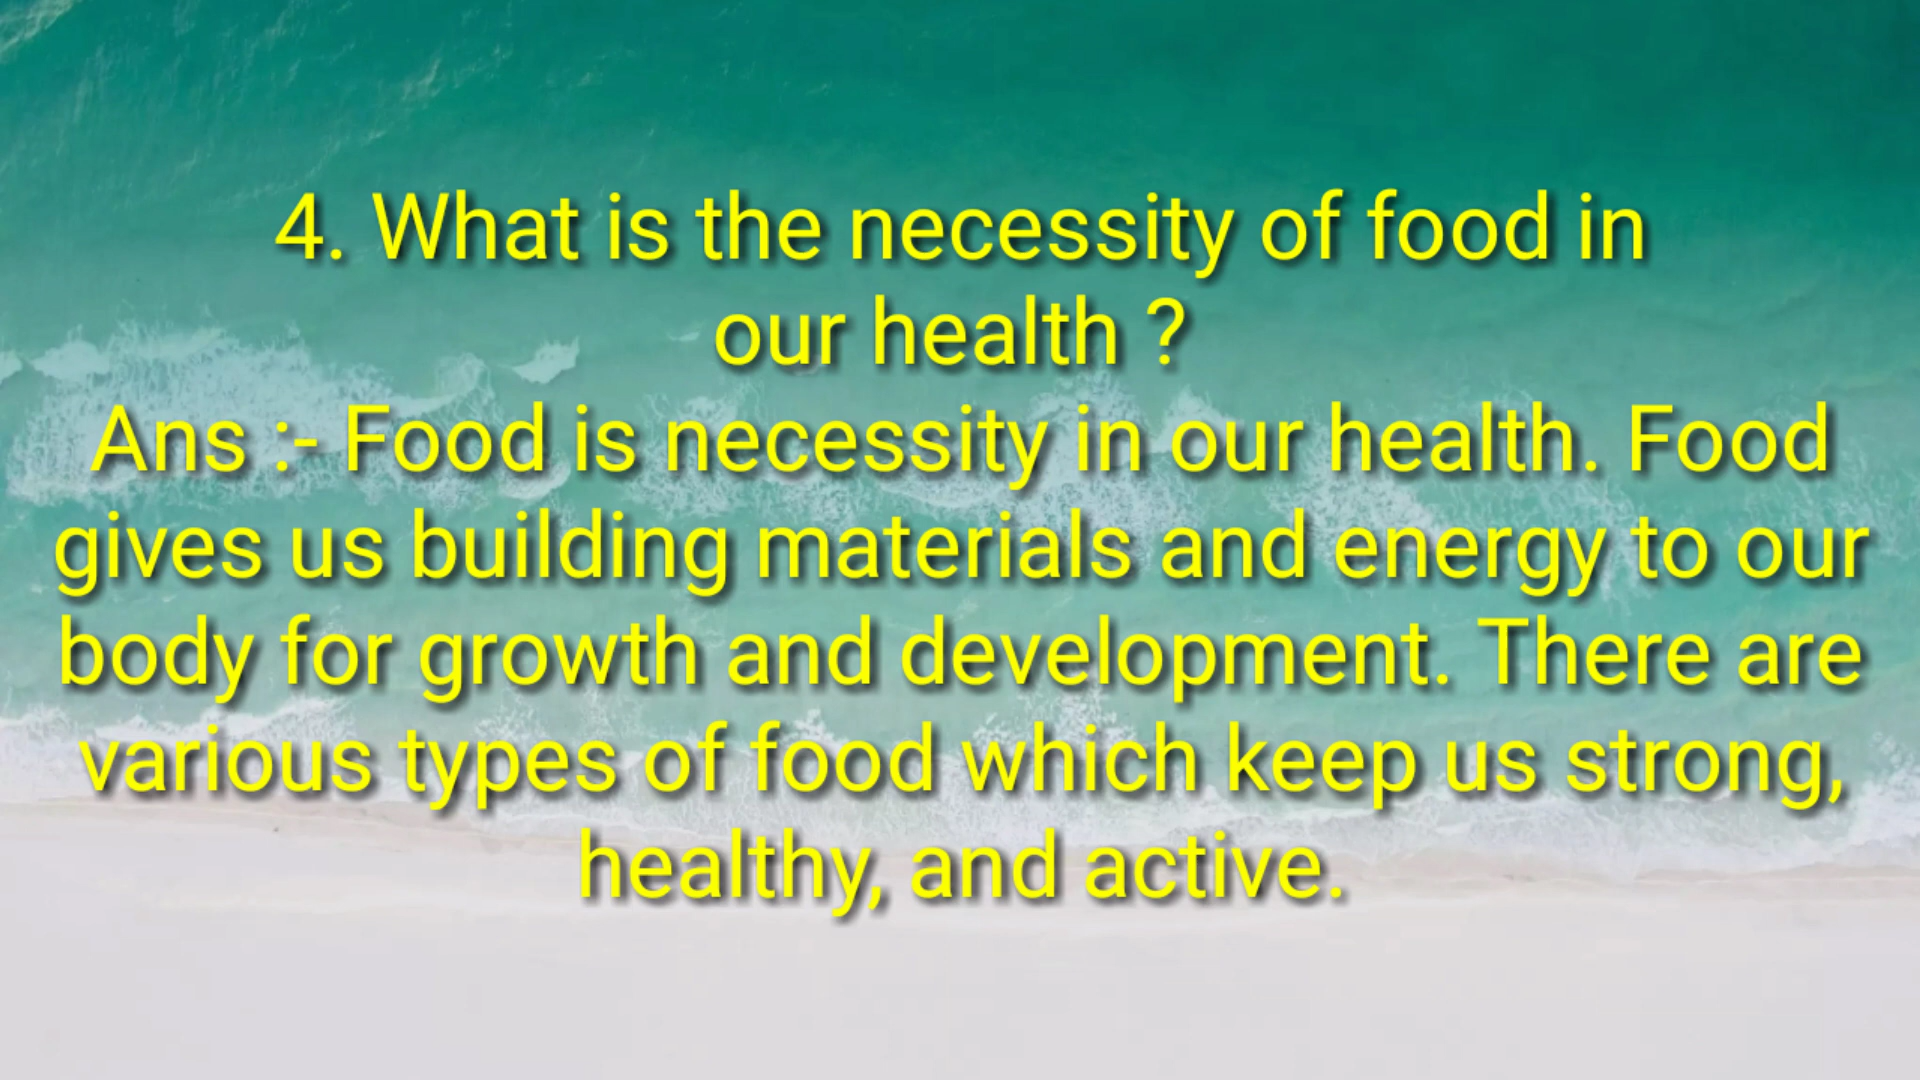 4. What is the necessity of food in
our health ?
Ans :- Food is necessity in our health. Food
gives us building materials and energy to our
body for growth and development. There are
various types of food which keep us strong,
healthy, and active.